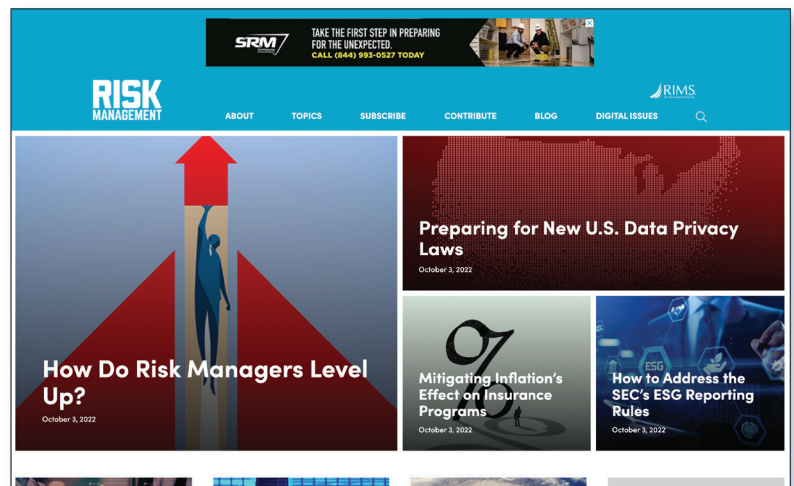 SRM
TAKE THE FIRST STEP IN PREPARING
FOR THE UNEXPECTED.
CALL (844) 993-0527 TODAY
RISK
MANAGEMENT
RIMS
ABOUT
TOPICS
SUBSCRIBE
CONTRIBUTE
BLOG
DIGITAL ISSUES
How Do Risk Managers Level
Up?
October 3, 2022
Preparing for New U.S. Data Privacy
Laws
October 3, 2022
%
Mitigating Inflation's
Effect on Insurance
Programs
October 3, 2022
ESG
How to Address the
SEC's ESG Reporting
Rules
October 3, 2022